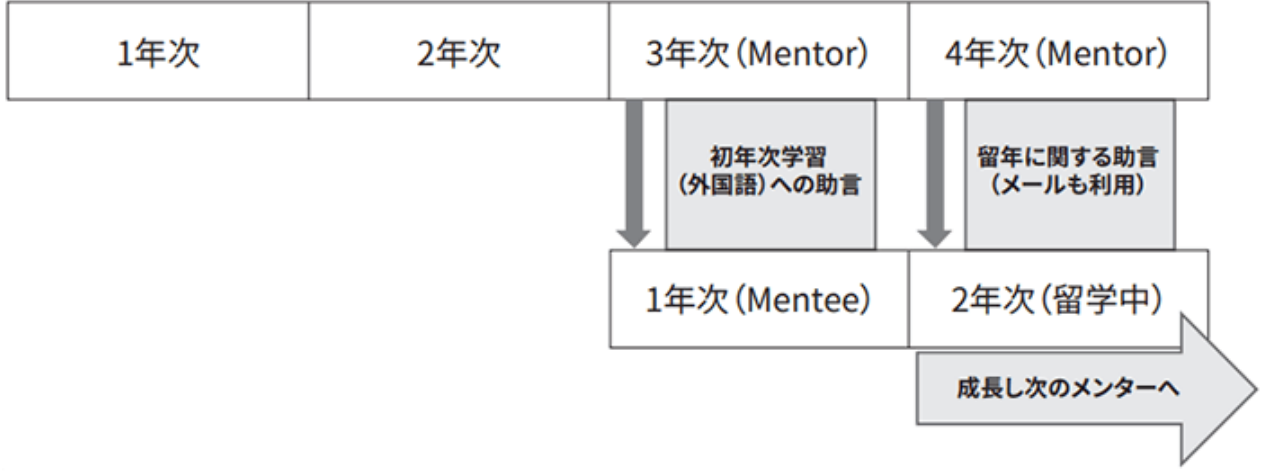 1年次
2年次
3年次（Mentor）
4年次（Mentor）
初年次学習
（外国語）への助言
留年に関する助言
（メールも利用）
1年次（Mentee）
2年次（留学中）
成長し次のメンターへ